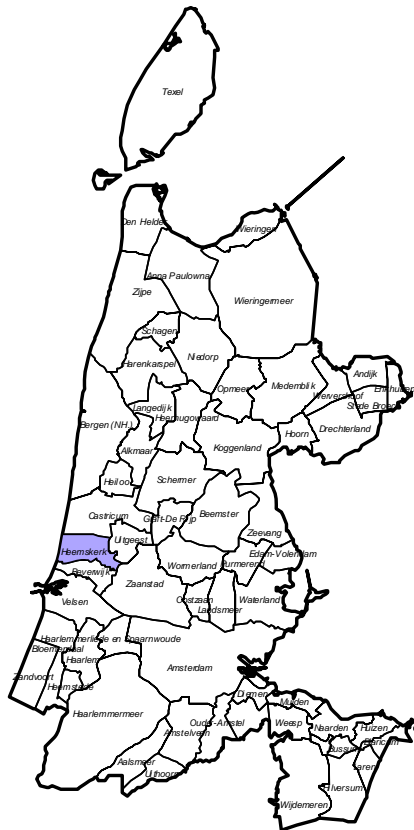 Texel
Den Helder
Wieringen
Anna Paulowna
Zijpe
Wieringermeer
Schagen
Niedorp
Harenkarspel
Opmeer
Medemblik
Andijk
Enkhuizen
Wervershoof
Stede Broec
Langedijk
Heerhugowaard
Bergen (NH.)
Hoorn
Drechterland
Koggenland
Alkmaar
Heiloo
Schermer
Castricum
Graft-De Rijp
Beemster
Zeevang
Uitgeest
Heemskerk
Edam-Volendam
Beverwijk
Wormerland
Purmerend
Zaanstad
Velsen
Oostzaan
Landsmeer
Waterland
Haarlemmerliede en Spaarnwoude
Bloemendaal
Haarlem
Amsterdam
Zandvoort
Heemstede
Diemen
Muiden
Haarlemmermeer
Ouder-Amstel
Weesp
Naarden
Huizen
Amstelveen
Bussum
Blaricum
Aalsmeer
Laren
Uithoorn
Hilversum
Wijdemeren